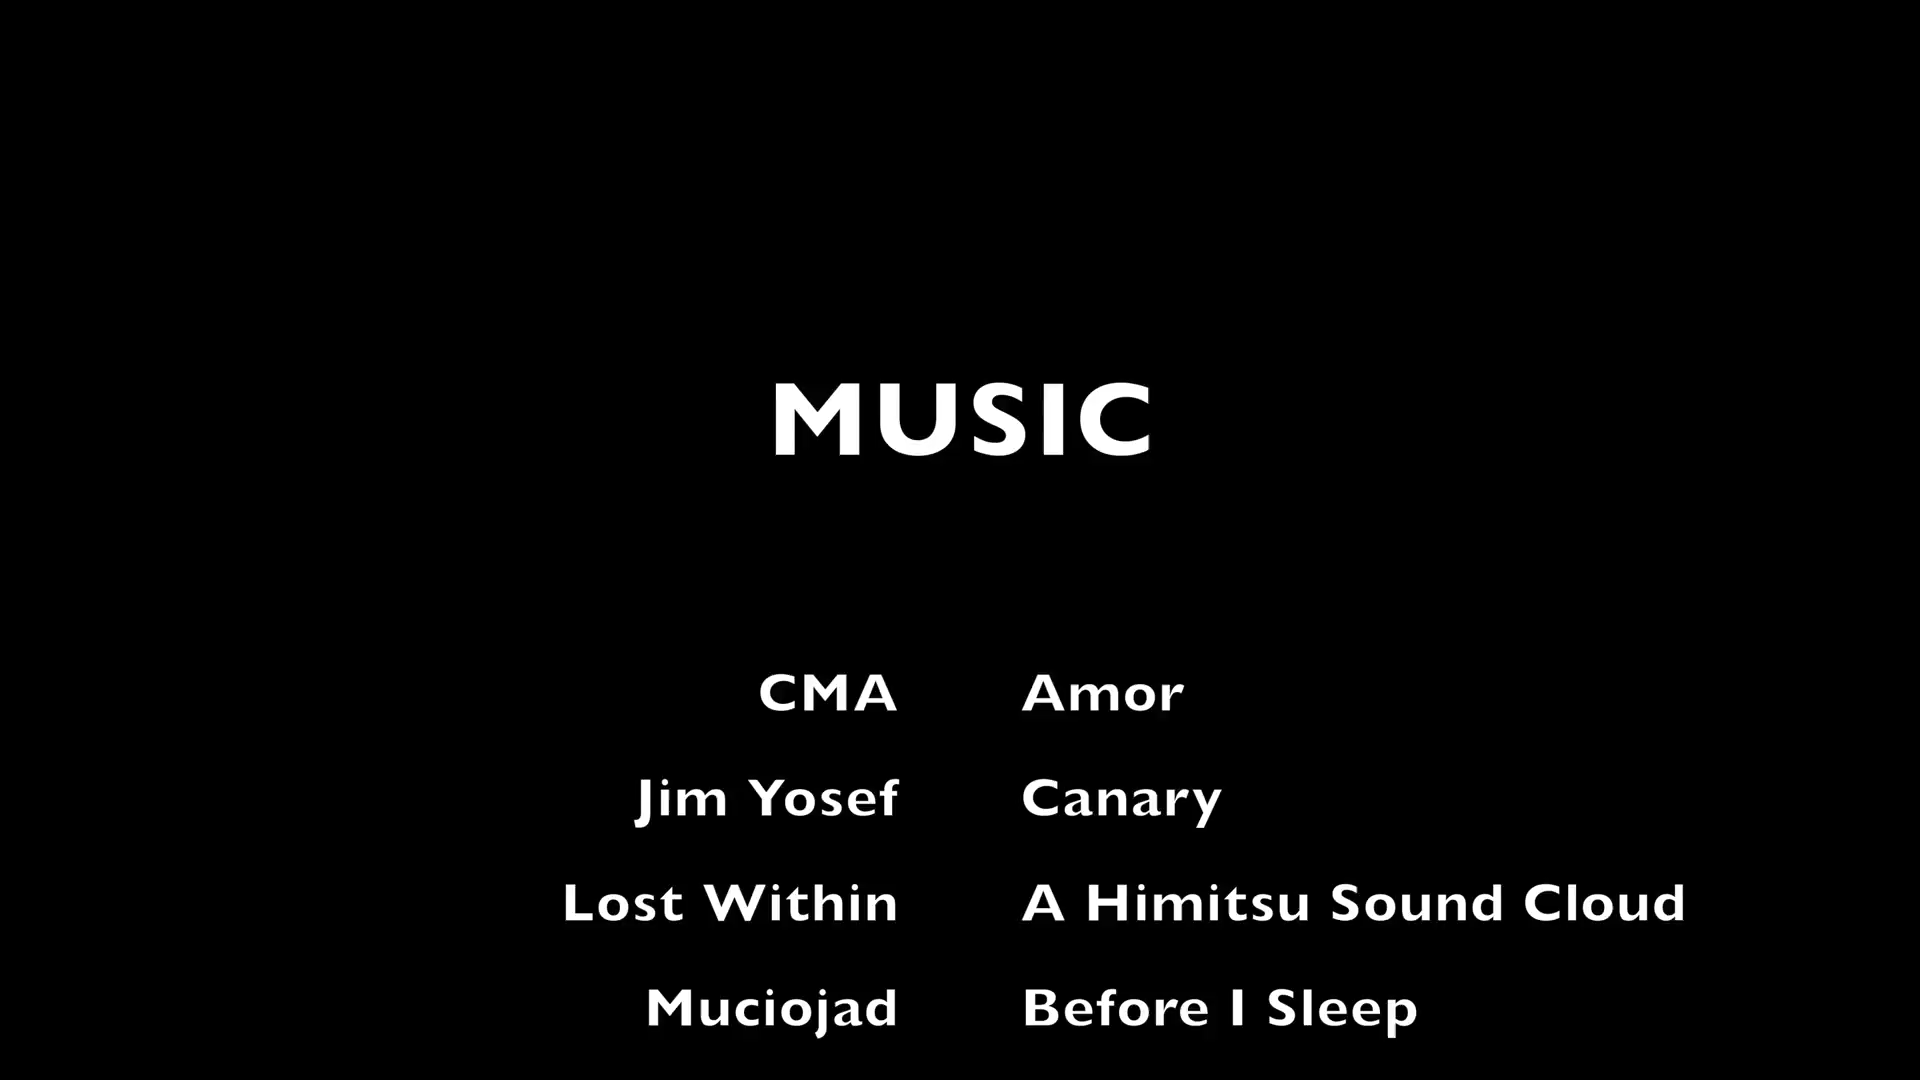 MUSIC
CMA Amor
Jim Yosef Canary
Lost Within A Himitsu Sound Cloud
Muciojad Before I Sleep